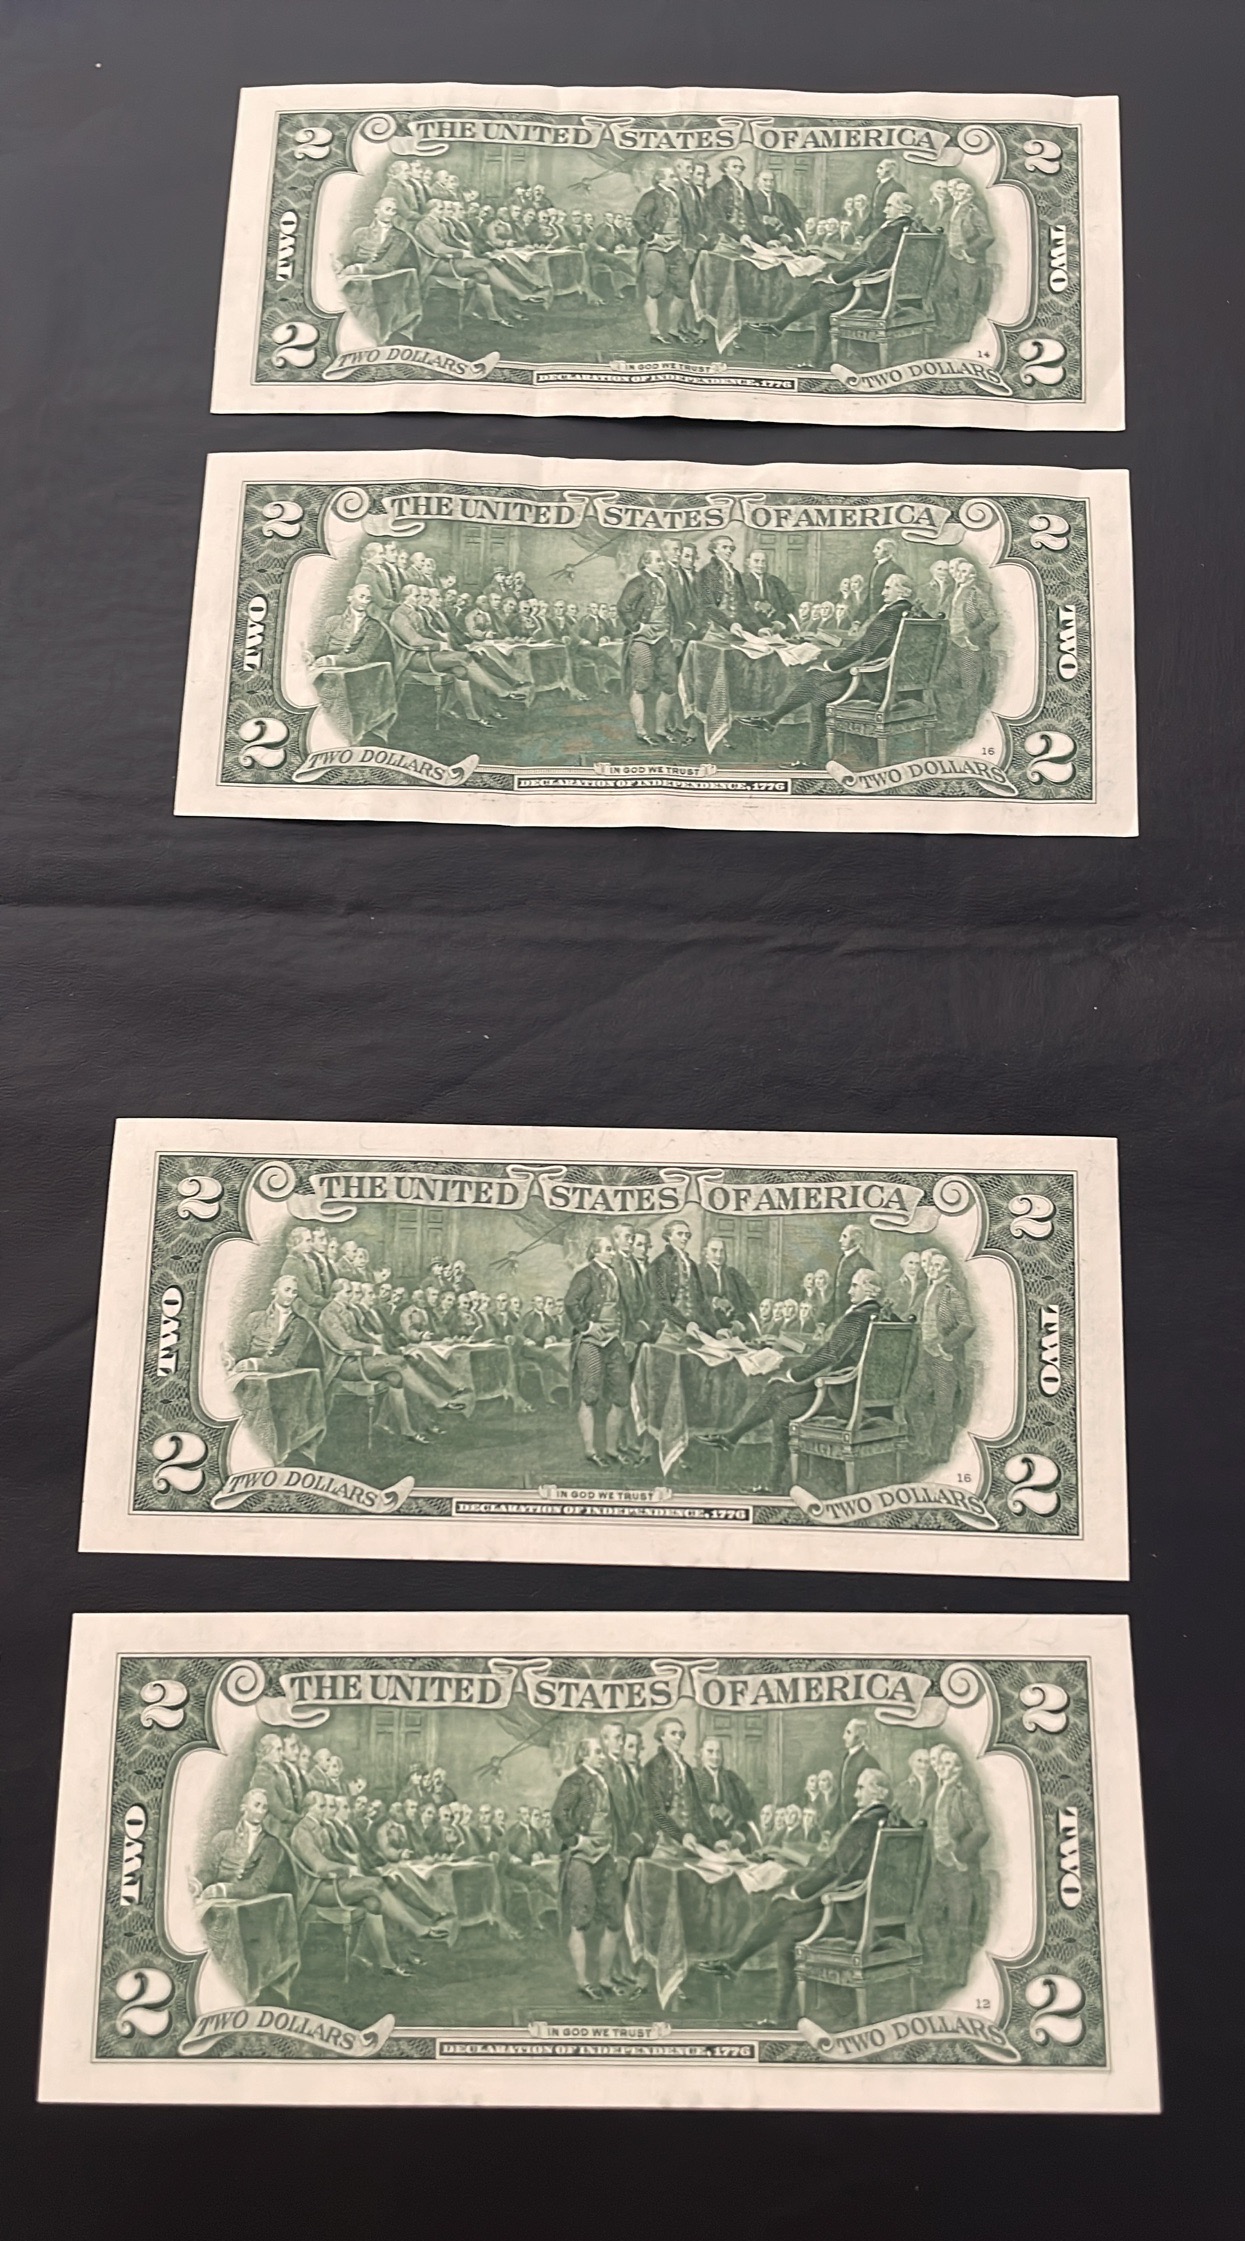 2 THE UNITED STATES OF AMERICA 2
TWO TWO
14
2 TWO DOLLARS IN GOD WE TRUST TWO DOLLARS 2
DECLARATION OF INDEPENDENCE, 1776
2 THE UNITED STATES OF AMERICA 2
TWO TWO
16
2 TWO DOLLARS IN GOD WE TRUST TWO DOLLARS 2
DECLARATION OF INDEPENDENCE, 1776
2 THE UNITED STATES OF AMERICA 2
TWO TWO
16
2 TWO DOLLARS IN GOD WE TRUST TWO DOLLARS 2
DECLARATION OF INDEPENDENCE, 1776
2 THE UNITED STATES OF AMERICA 2
TWO TWO
12
2 TWO DOLLARS IN GOD WE TRUST TWO DOLLARS 2
DECLARATION OF INDEPENDENCE, 1776